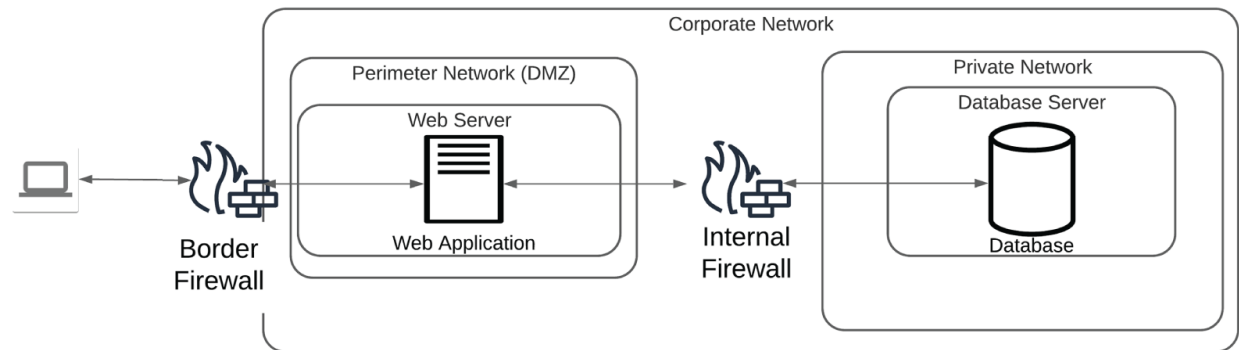 Corporate Network
Perimeter Network (DMZ)
Private Network
Web Server
Database Server
Web Application
Database
Border
Firewall
Internal
Firewall